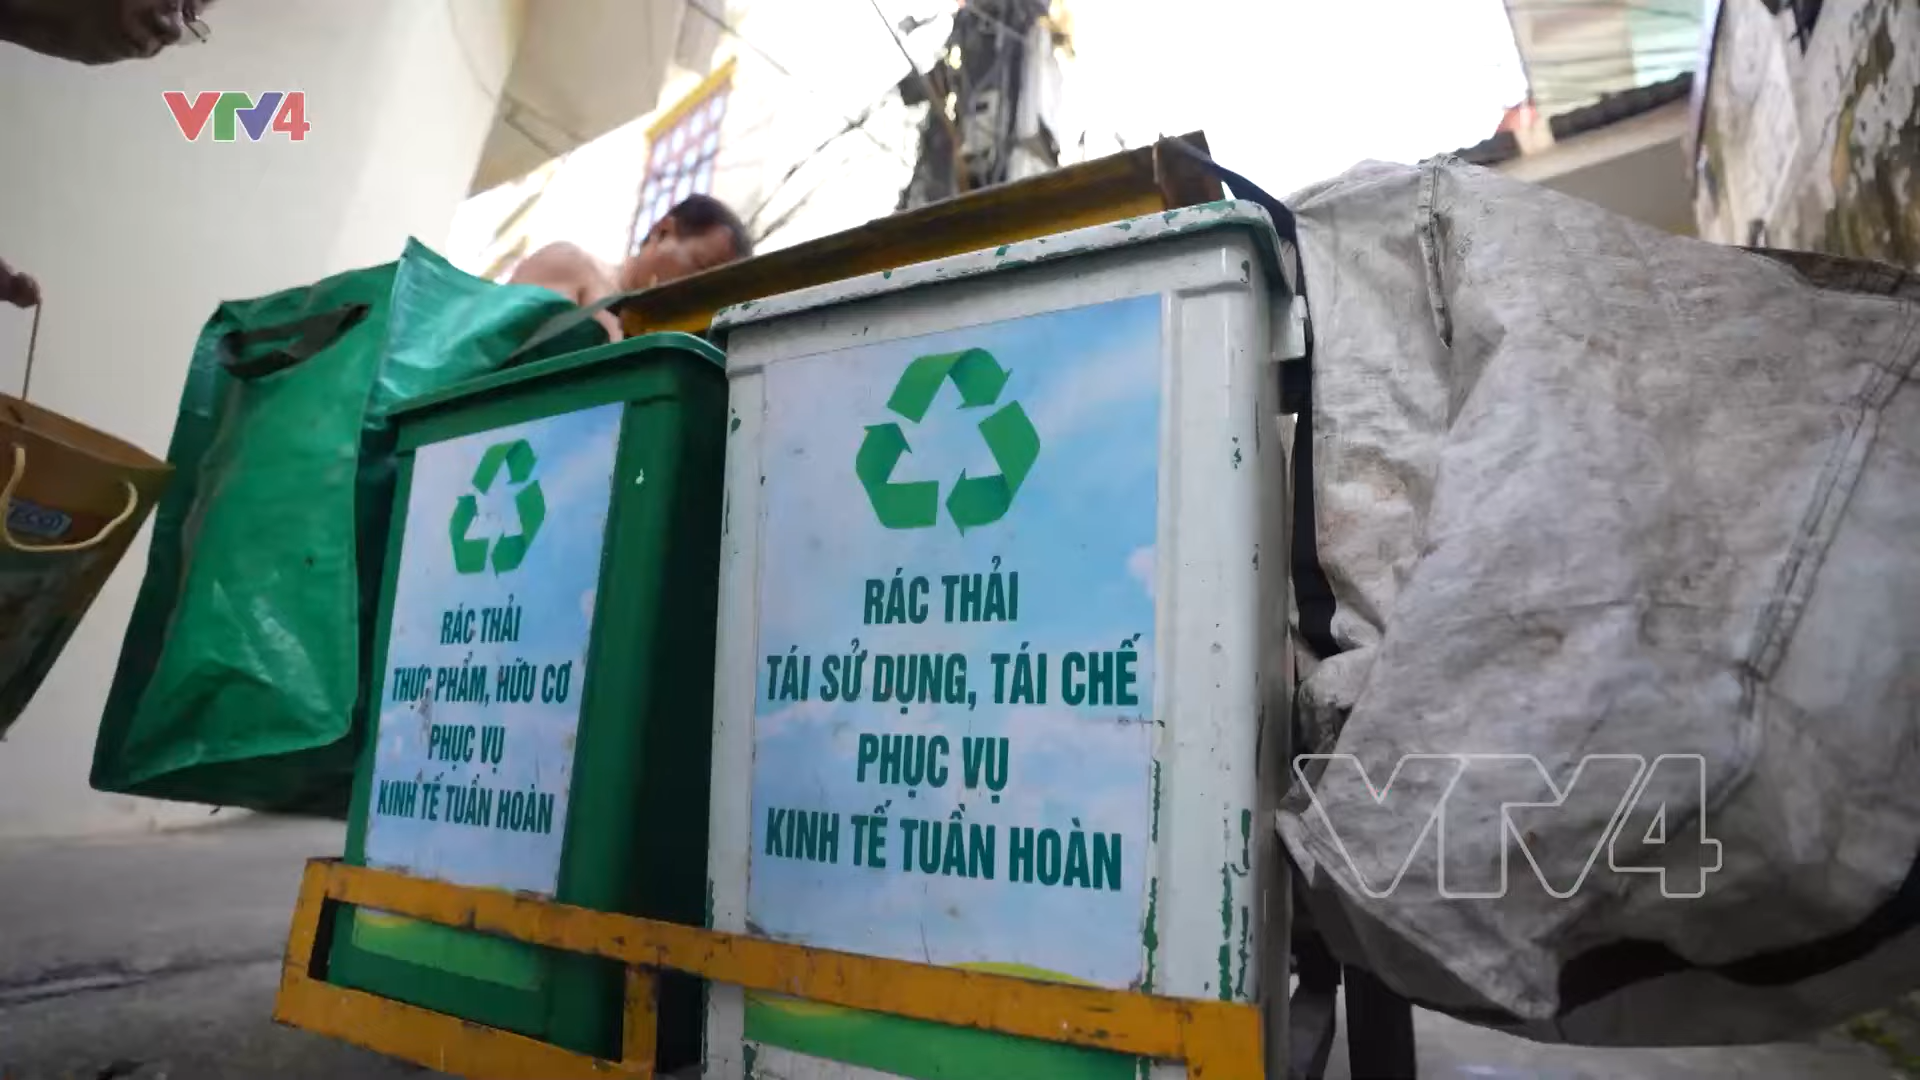 VTV4
RÁC THẢI
THỰC PHẨM, HỮU CƠ
PHỤC VỤ
KINH TẾ TUẦN HOÀN
RÁC THẢI
TÁI SỬ DỤNG, TÁI CHẾ
PHỤC VỤ
KINH TẾ TUẦN HOÀN
VTV4